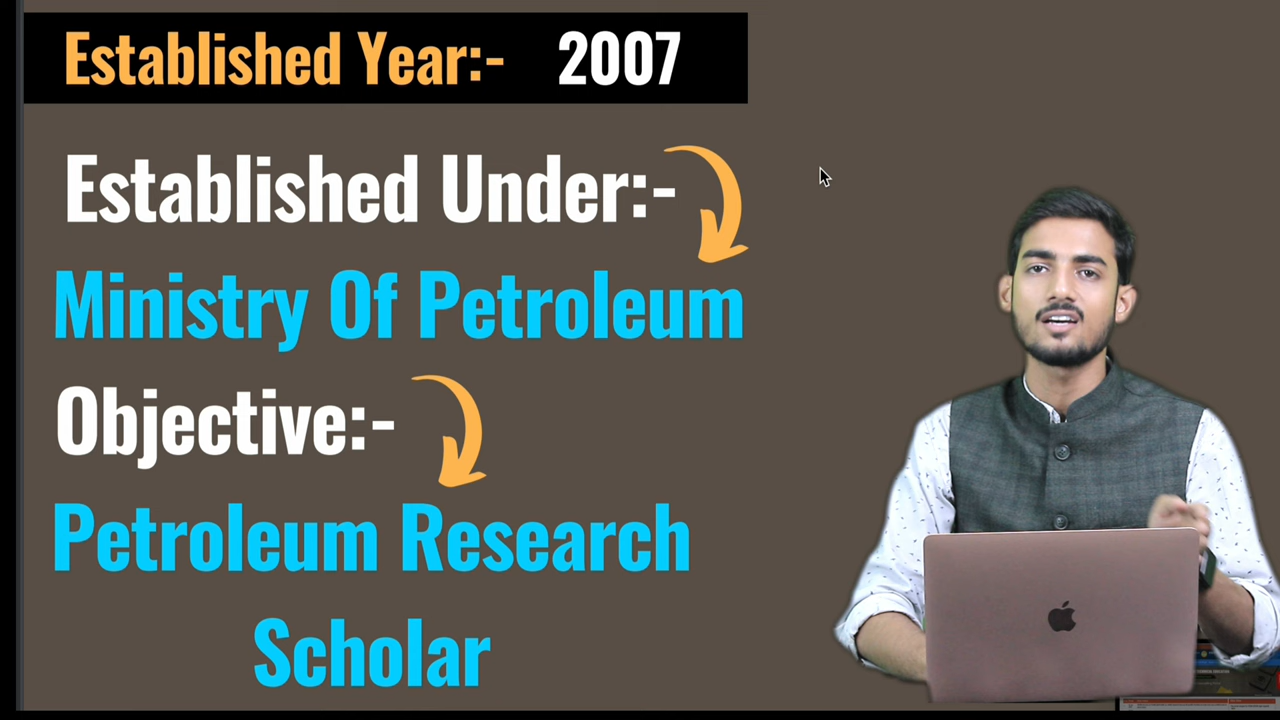 Established Year:- 2007
Established Under:-
Ministry Of Petroleum
Objective:-
Petroleum Research
Scholar